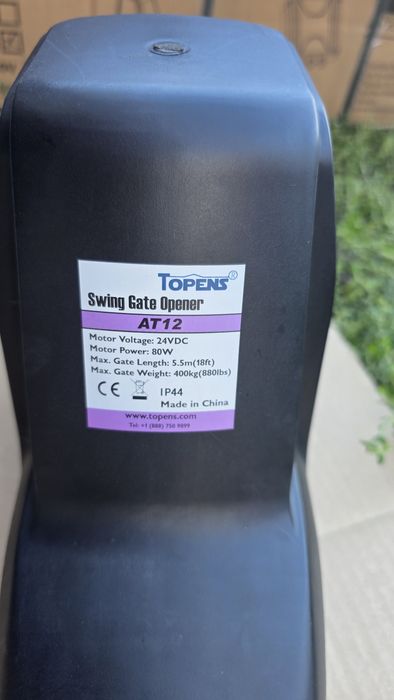 TOPENS®
Swing Gate Opener
AT12
Motor Voltage: 24VDC
Motor Power: 80W
Max. Gate Length: 5.5m(18ft)
Max. Gate Weight: 400kg(880lbs)
CE IP44
Made in China
www.topens.com
Tel: +1 (888) 750 9899